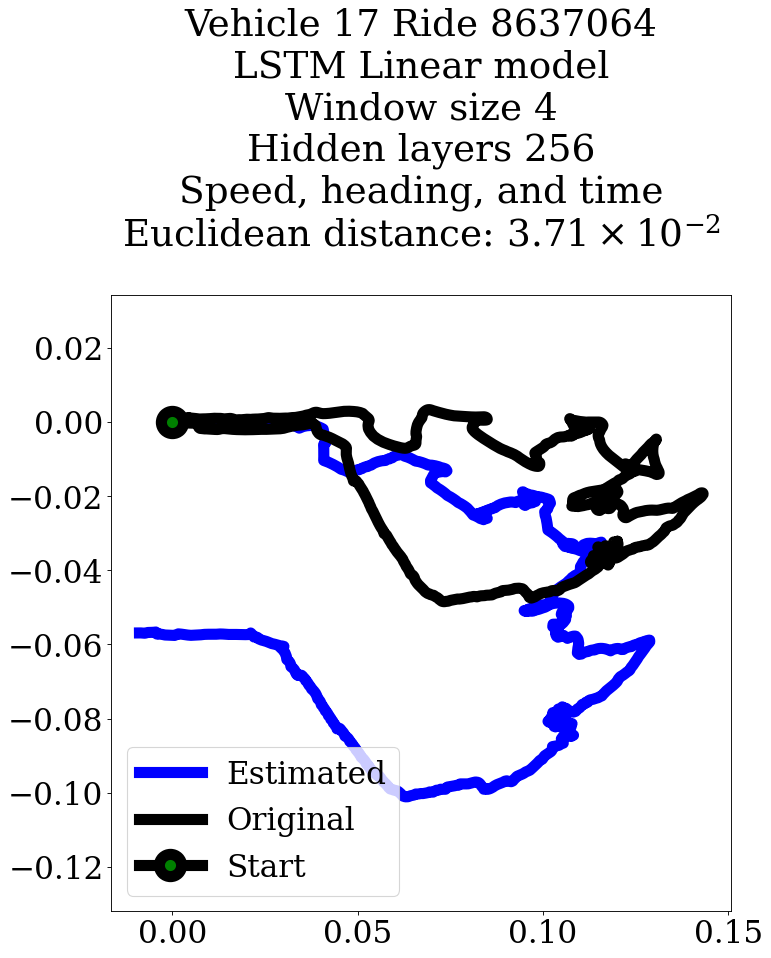 Vehicle 17 Ride 8637064
LSTM Linear model
Window size 4
Hidden layers 256
Speed, heading, and time
Euclidean distance: 3.71 × 10⁻²
0.02
0.00
−0.02
−0.04
−0.06
−0.08
−0.10
−0.12
Estimated
Original
Start
0.00 0.05 0.10 0.15